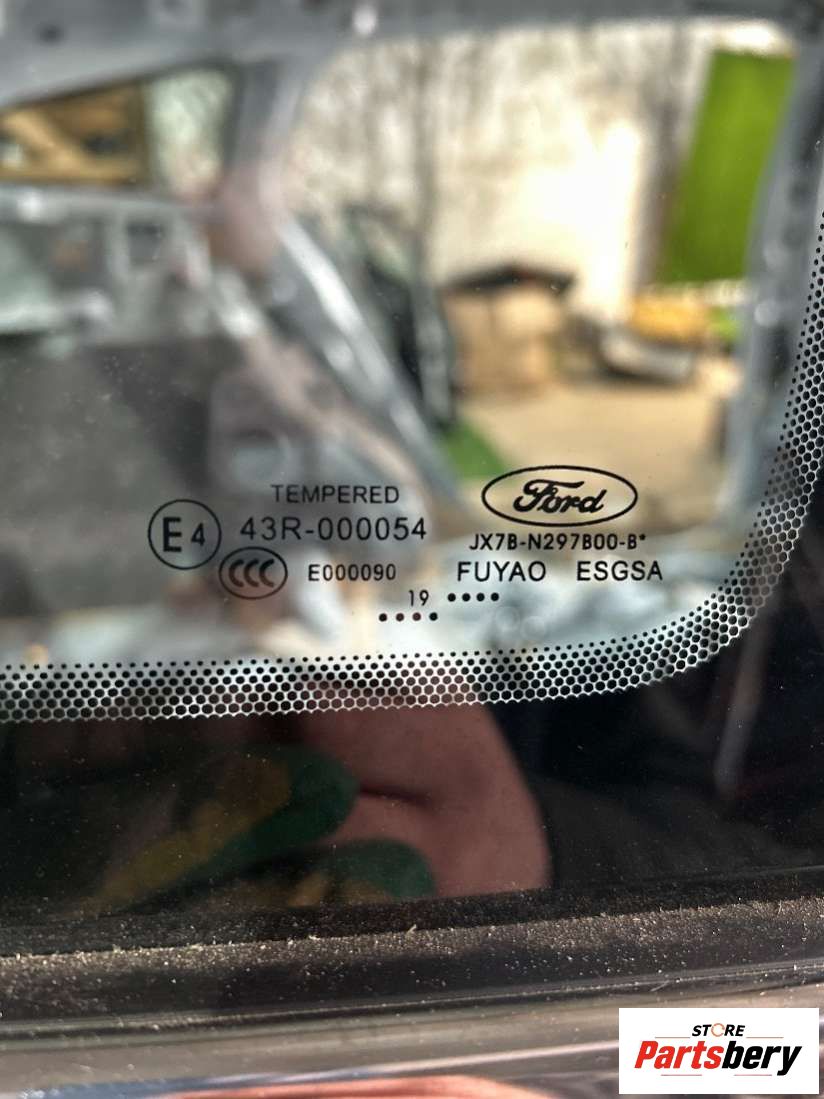 TEMPERED
E4 43R-000054
CCC E000090
19
Ford
JX7B-N297B00-B*
FUYAO ESGSA
STORE
Partsbery